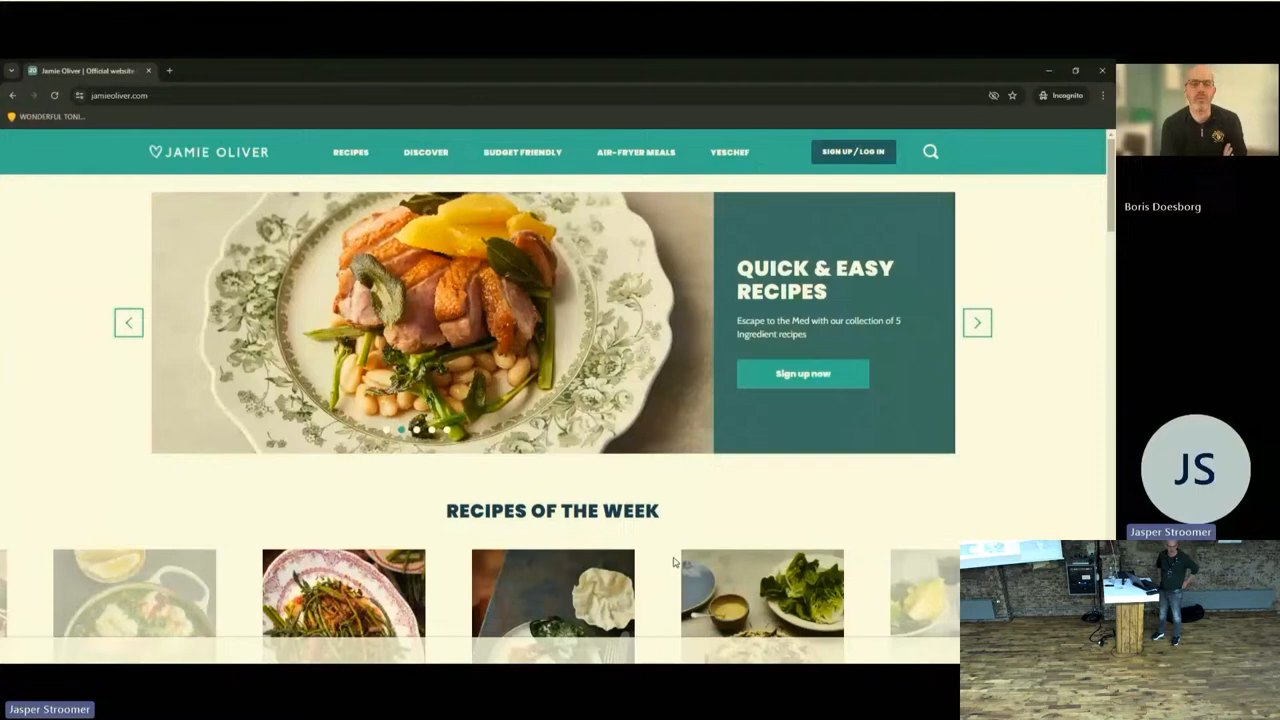 Jamie Oliver | Official website
jamieoliver.com
Incognito
WONDERFUL TONI...
JAMIE OLIVER
RECIPES
DISCOVER
BUDGET FRIENDLY
AIR-FRYER MEALS
YESCHEF
SIGN UP / LOG IN
QUICK & EASY
RECIPES
Escape to the Med with our collection of 5
Ingredient recipes
Sign up now
RECIPES OF THE WEEK
Boris Doesborg
JS
Jasper Stroomer
Jasper Stroomer